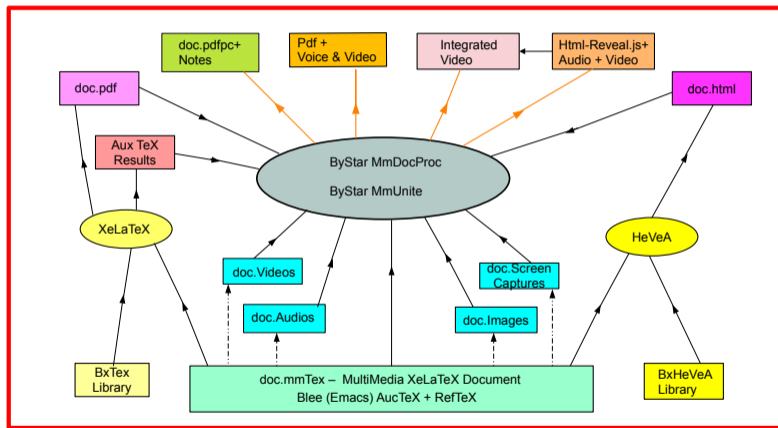 doc.pdfpc+
Notes
Pdf +
Voice & Video
Integrated
Video
Html-Reveal.js+
Audio + Video
doc.pdf
doc.html
Aux TeX
Results
ByStar MmDocProc
ByStar MmUnite
XeLaTeX
HeVeA
doc.Videos
doc.Screen
Captures
doc.Audios
doc.Images
BxTex
Library
doc.mmTex – MultiMedia XeLaTeX Document
Blee (Emacs) AucTeX + RefTeX
BxHeVeA
Library